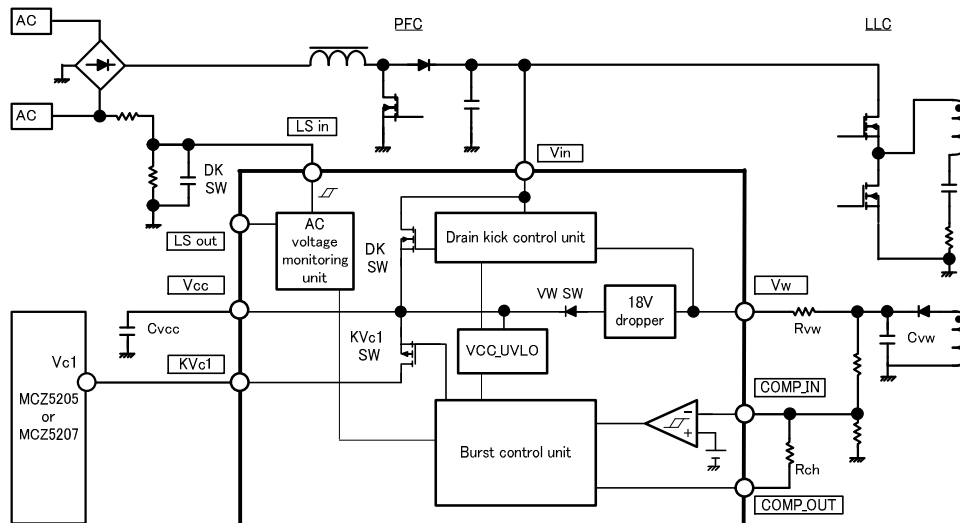 AC
PFC
LLC
AC
LS in
Vin
DK
SW
AC
voltage
monitoring
unit
LS out
DK
SW
Drain kick control unit
Vcc
VW SW
18V
dropper
Vw
Cvcc
KVc1
SW
VCC_UVLO
Rvw
Cvw
Vc1
KVc1
MCZ5205
or
MCZ5207
COMP_IN
−
+
Burst control unit
Rch
COMP_OUT